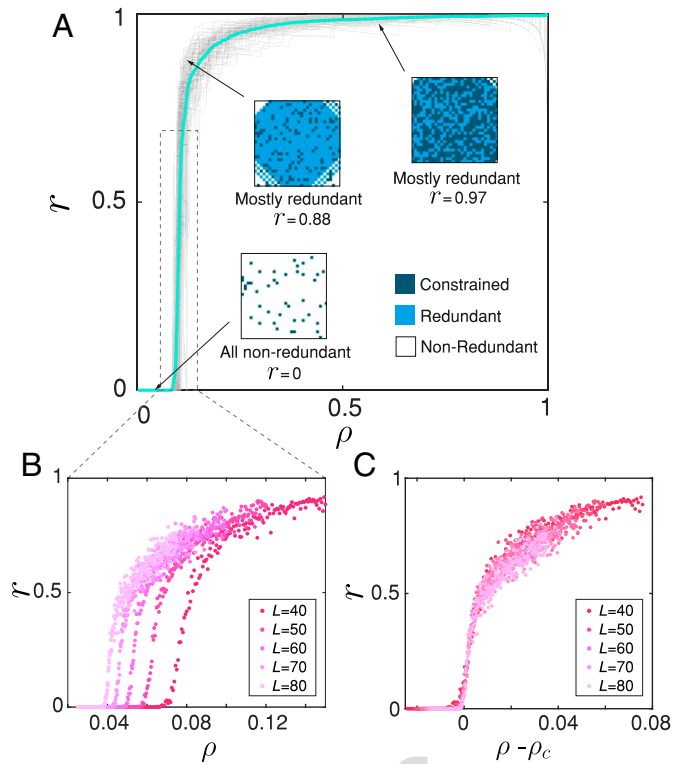 A
1
0.5
0
r
Mostly redundant
r=0.88
Mostly redundant
r=0.97
All non-redundant
r=0
Constrained
Redundant
Non-Redundant
0
0.5
1
ρ
B
1
0.5
0
r
L=40
L=50
L=60
L=70
L=80
0.04
0.08
0.12
ρ
C
1
0.5
0
r
L=40
L=50
L=60
L=70
L=80
0
0.04
0.08
ρ -ρc